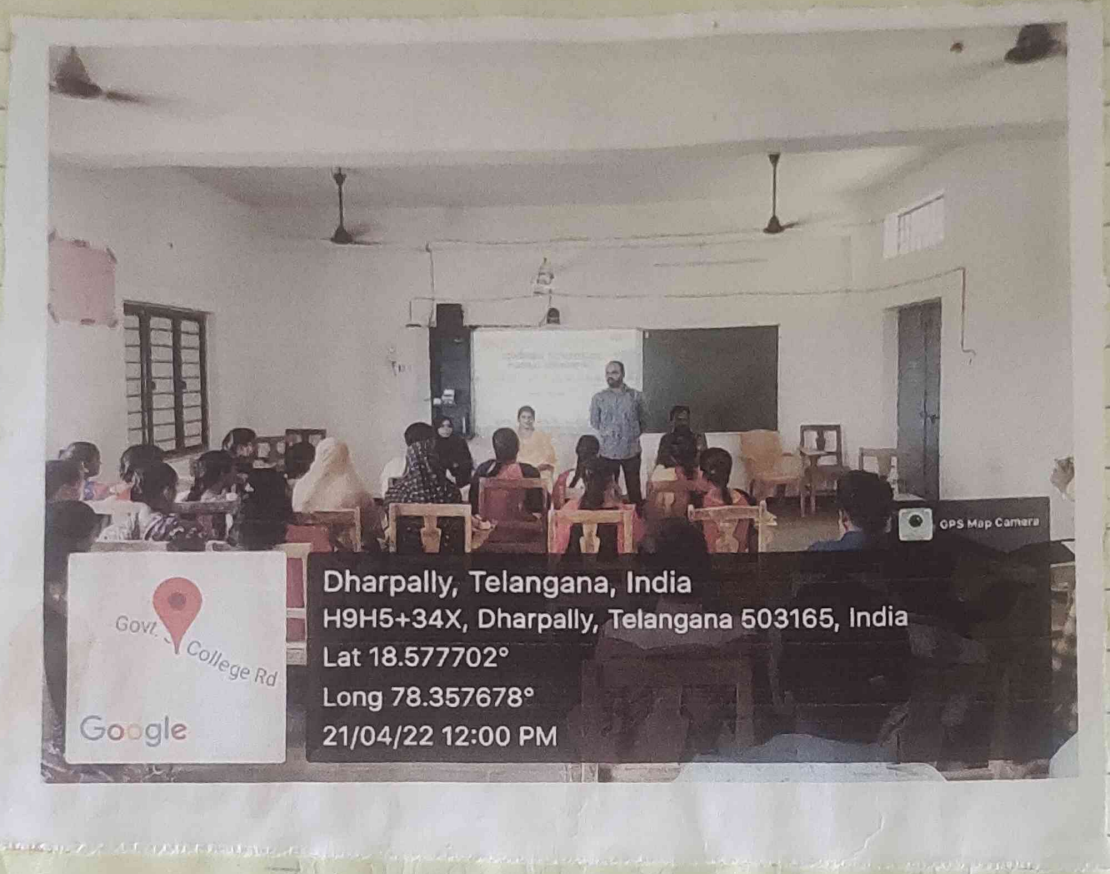 GPS Map Camera
Dharpally, Telangana, India
H9H5+34X, Dharpally, Telangana 503165, India
Lat 18.577702°
Long 78.357678°
21/04/22 12:00 PM
Govt.
College Rd
Google